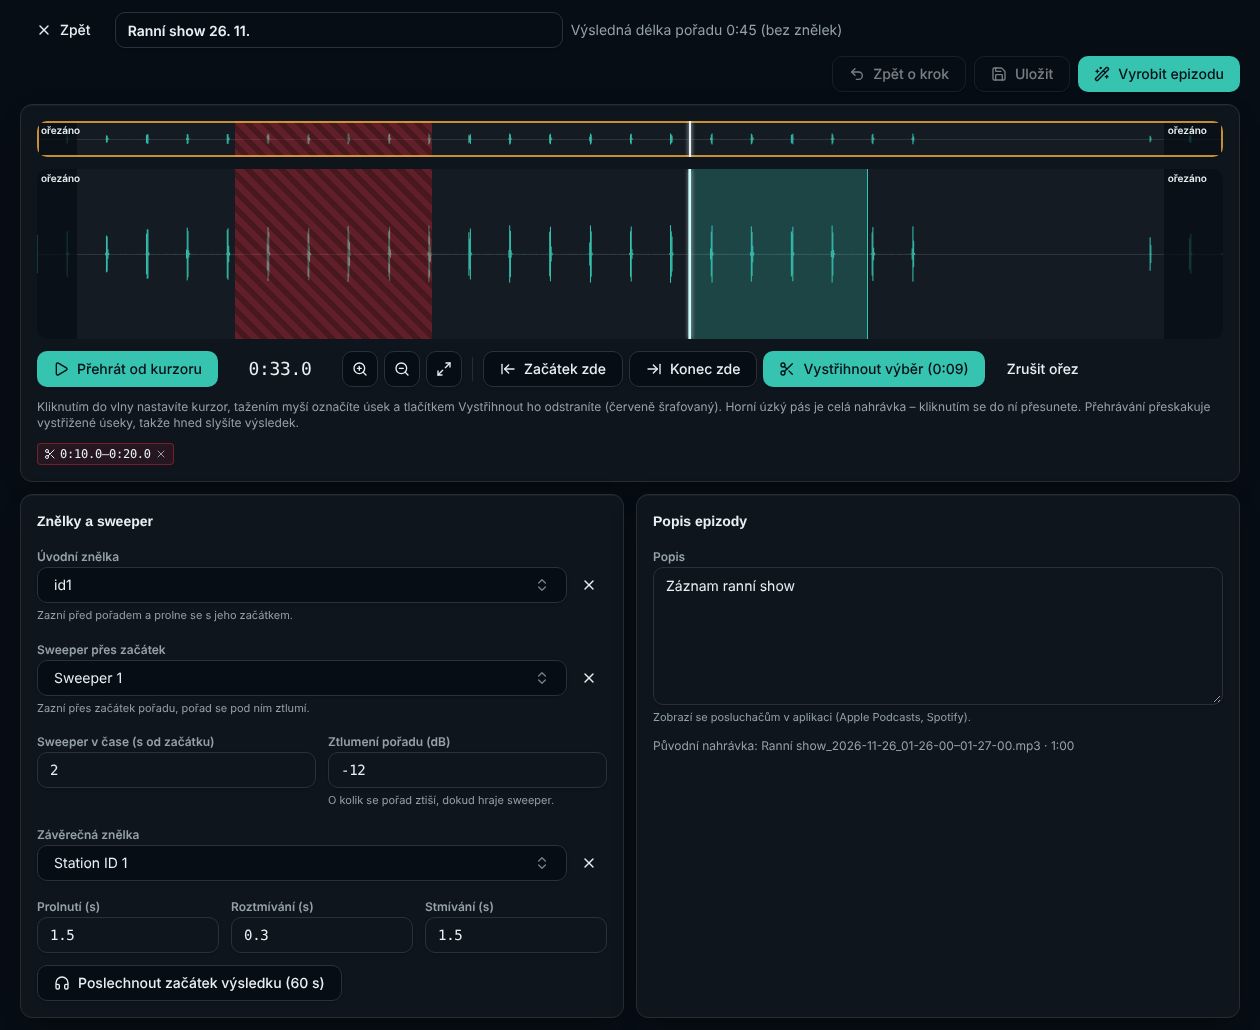 Zpět
Ranní show 26. 11.
Výsledná délka pořadu 0:45 (bez znělek)
Zpět o krok
Uložit
Vyrobit epizodu
ořezáno
ořezáno
ořezáno
ořezáno
Přehrát od kurzoru
0:33.0
Začátek zde
Konec zde
Vystřihnout výběr (0:09)
Zrušit ořez
Kliknutím do vlny nastavíte kurzor, tažením myší označíte úsek a tlačítkem Vystřihnout ho odstraníte (červeně šrafovaný). Horní úzký pás je celá nahrávka – kliknutím se do ní přesunete. Přehrávání přeskakuje
vystřižené úseky, takže hned slyšíte výsledek.
0:10.0–0:20.0
Znělky a sweeper
Úvodní znělka
id1
Zazní před pořadem a prolne se s jeho začátkem.
Sweeper přes začátek
Sweeper 1
Zazní přes začátek pořadu, pořad se pod ním ztlumí.
Sweeper v čase (s od začátku)
Ztlumení pořadu (dB)
2
-12
O kolik se pořad ztiší, dokud hraje sweeper.
Závěrečná znělka
Station ID 1
Prolnutí (s)
Roztmívání (s)
Stmívání (s)
1.5
0.3
1.5
Poslechnout začátek výsledku (60 s)
Popis epizody
Popis
Záznam ranní show
Zobrazí se posluchačům v aplikaci (Apple Podcasts, Spotify).
Původní nahrávka: Ranní show_2026-11-26_01-26-00–01-27-00.mp3 · 1:00